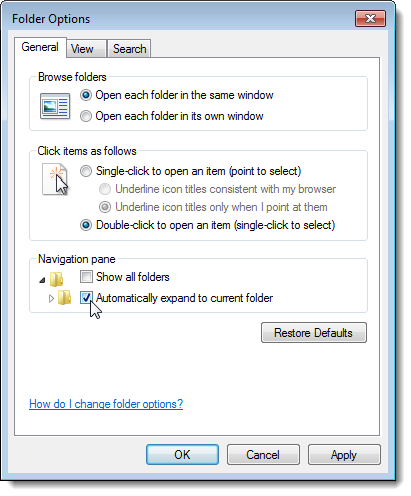 Folder Options
General View Search
Browse folders
Open each folder in the same window
Open each folder in its own window
Click items as follows
Single-click to open an item (point to select)
Underline icon titles consistent with my browser
Underline icon titles only when I point at them
Double-click to open an item (single-click to select)
Navigation pane
Show all folders
Automatically expand to current folder
Restore Defaults
How do I change folder options?
OK Cancel Apply